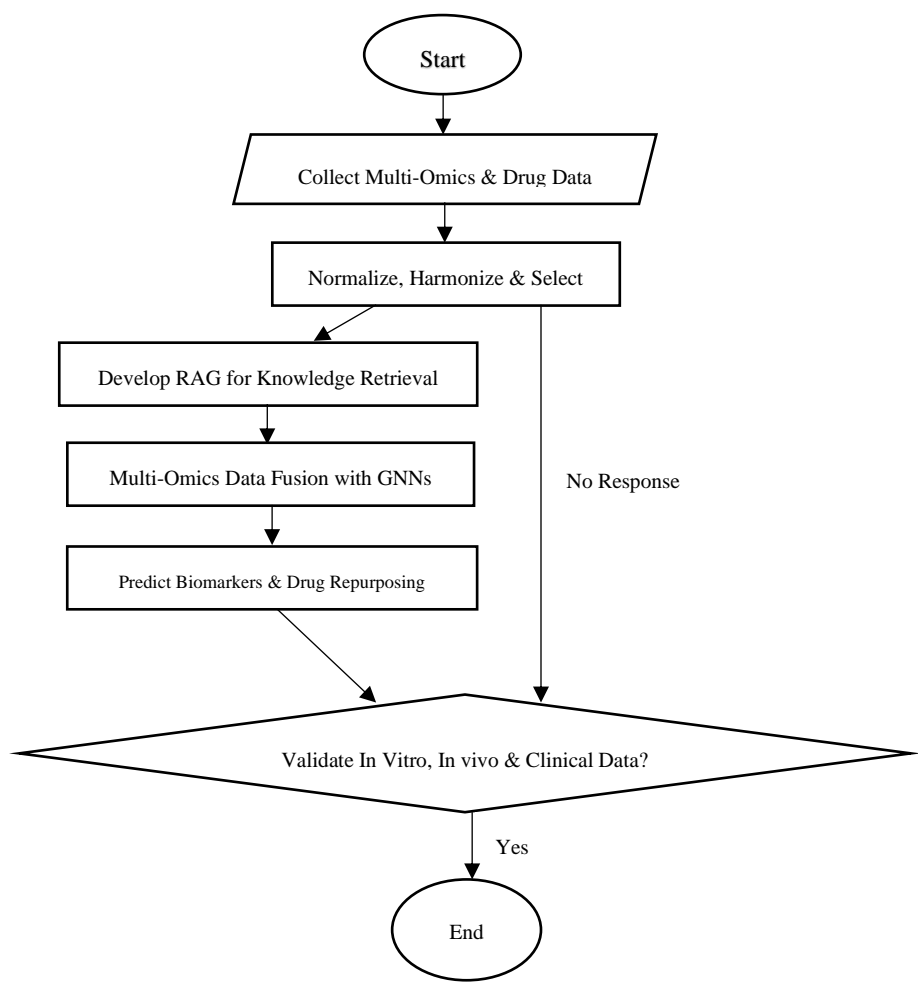 Start
Collect Multi-Omics & Drug Data
Normalize, Harmonize & Select
Develop RAG for Knowledge Retrieval
Multi-Omics Data Fusion with GNNs
No Response
Predict Biomarkers & Drug Repurposing
Validate In Vitro, In vivo & Clinical Data?
Yes
End